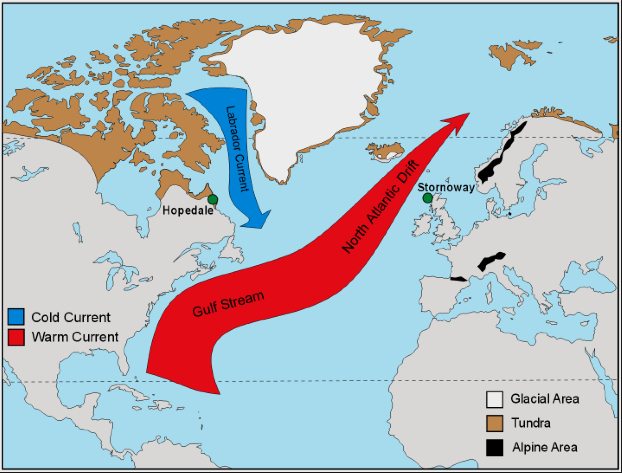 Labrador Current
Hopedale
Stornoway
North Atlantic Drift
Gulf Stream
Cold Current
Warm Current
Glacial Area
Tundra
Alpine Area